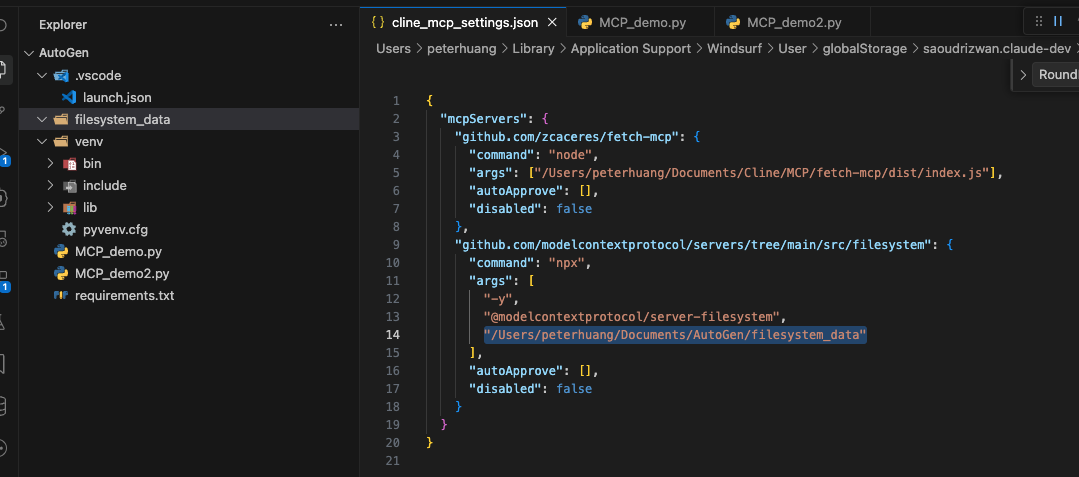 Explorer
···
AutoGen
.vscode
launch.json
filesystem_data
venv
bin
include
lib
pyvenv.cfg
MCP_demo.py
MCP_demo2.py
requirements.txt
1
1
cline_mcp_settings.json
MCP_demo.py
MCP_demo2.py
Users > peterhuang > Library > Application Support > Windsurf > User > globalStorage > saoudrizwan.claude-dev >
1 {
2 "mcpServers": {
3 "github.com/zcaceres/fetch-mcp": {
4 "command": "node",
5 "args": ["/Users/peterhuang/Documents/Cline/MCP/fetch-mcp/dist/index.js"],
6 "autoApprove": [],
7 "disabled": false
8 },
9 "github.com/modelcontextprotocol/servers/tree/main/src/filesystem": {
10 "command": "npx",
11 "args": [
12 "-y",
13 "@modelcontextprotocol/server-filesystem",
14 "/Users/peterhuang/Documents/AutoGen/filesystem_data"
15 ],
16 "autoApprove": [],
17 "disabled": false
18 }
19 }
20 }
21